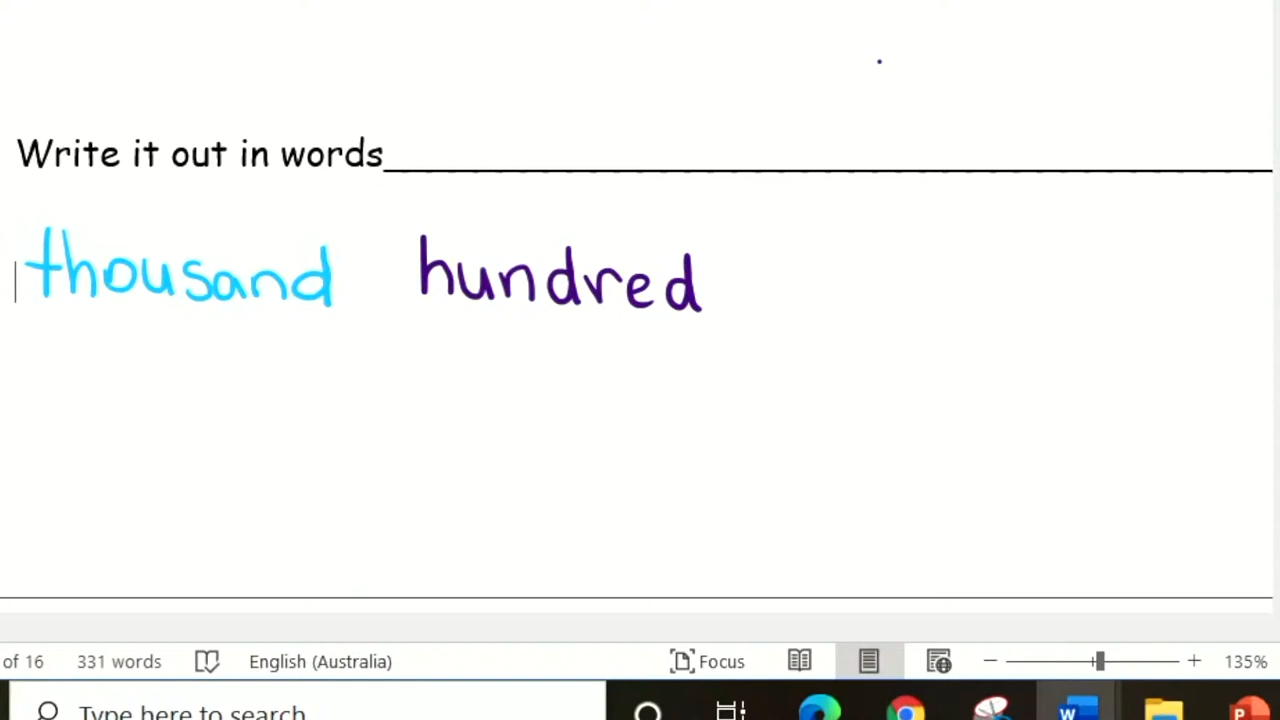 Write it out in words
thousand hundred
of 16 331 words English (Australia) Focus 135%
Type here to search